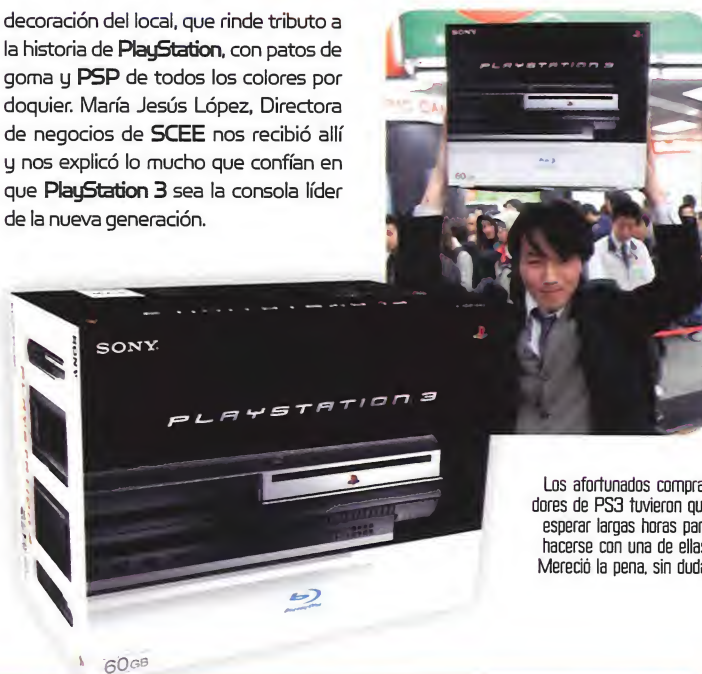 decoración del local, que rinde tributo a
la historia de PlayStation, con patos de
goma y PSP de todos los colores por
doquier. María Jesús López, Directora
de negocios de SCEE nos recibió allí
y nos explicó lo mucho que confían en
que PlayStation 3 sea la consola líder
de la nueva generación.
SONY
PLAYSTATION 3
60GB
SONY
SONY
PLAYSTATION 3
60GB
Los afortunados compra
dores de PS3 tuvieron qu
esperar largas horas par
hacerse con una de ellas
Mereció la pena, sin duda